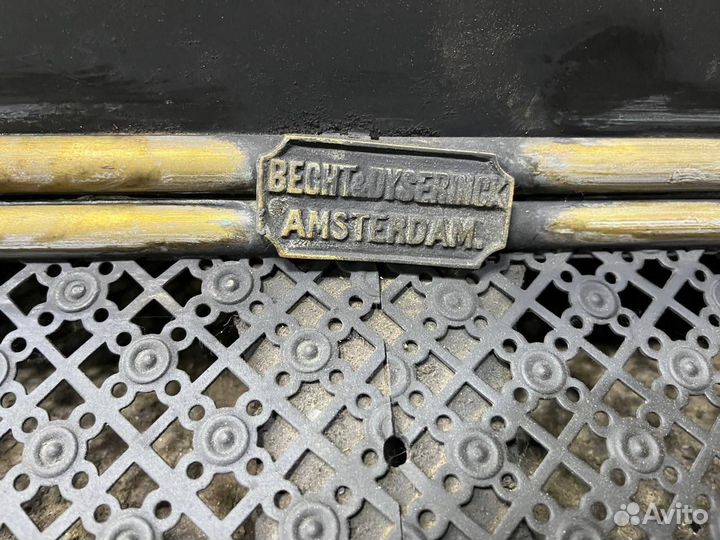 BECHT & DYSERINCK
AMSTERDAM.
Avito